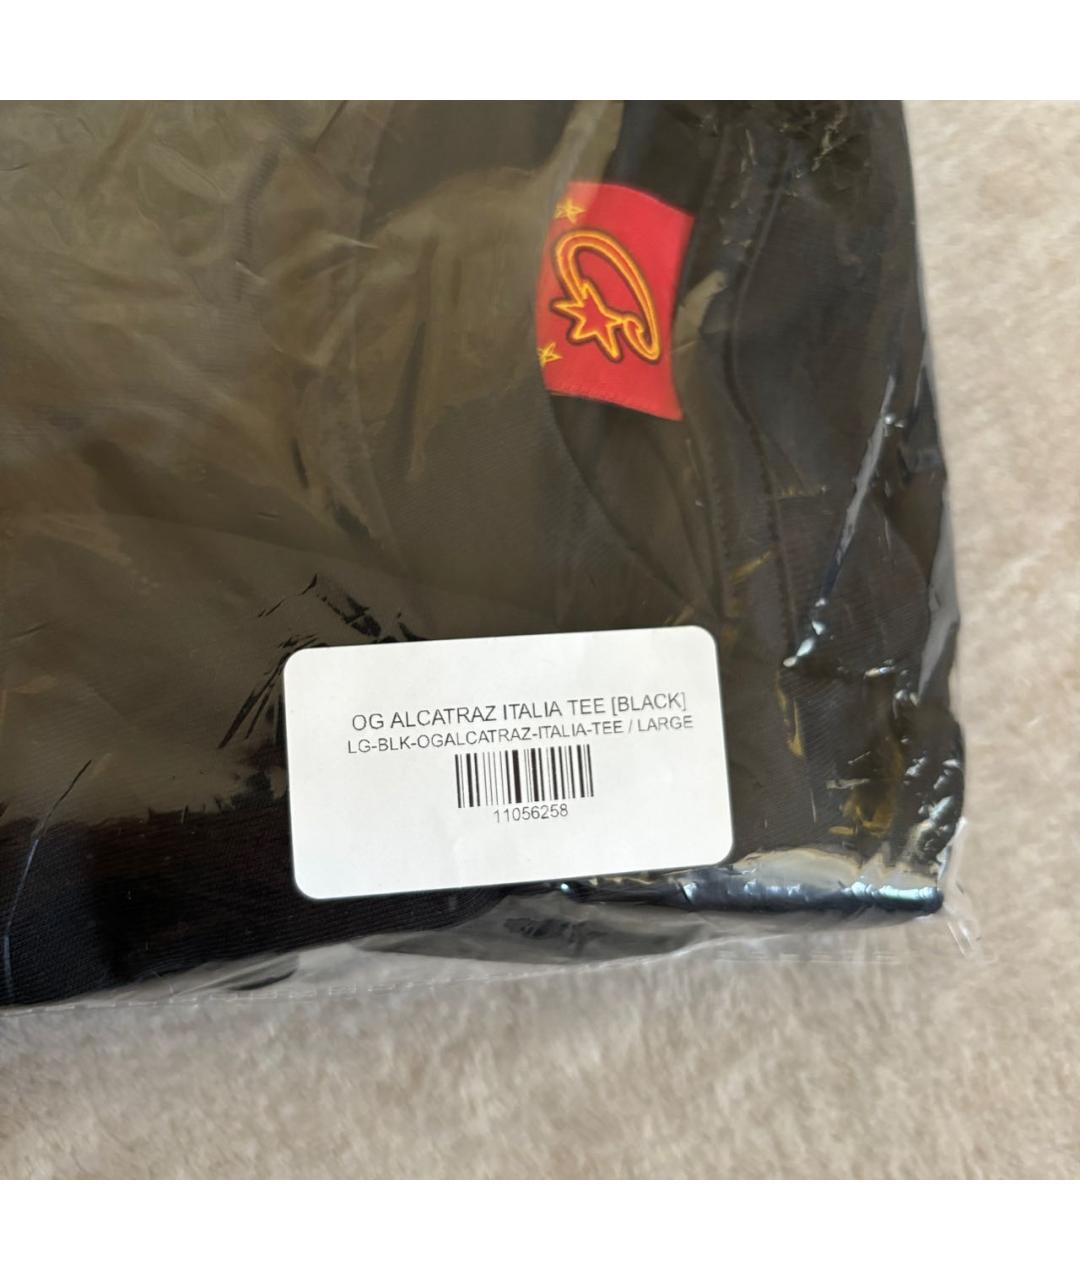 OG ALCATRAZ ITALIA TEE [BLACK]
LG-BLK-OGALCATRAZ-ITALIA-TEE / LARGE
11056258